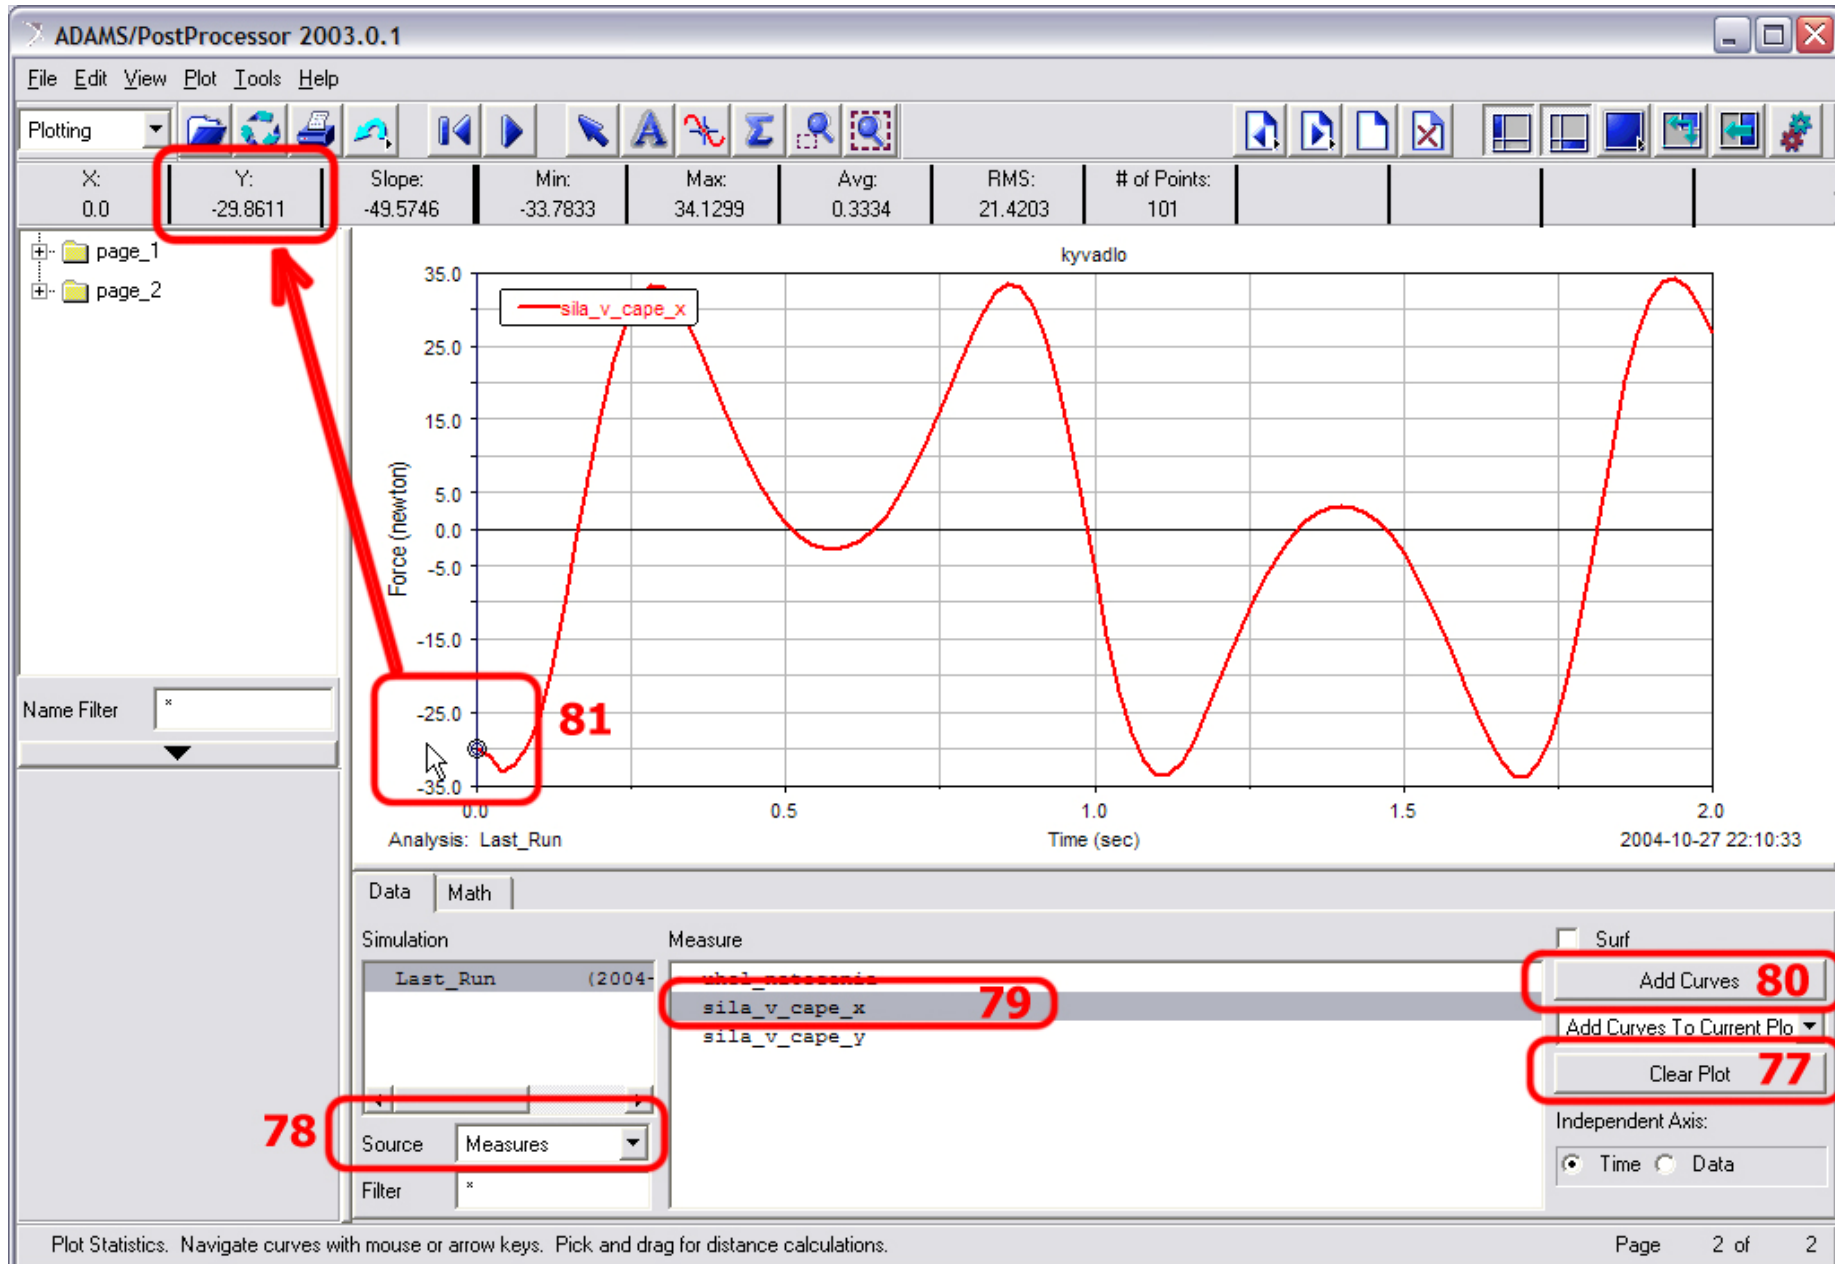 ADAMS/PostProcessor 2003.0.1
File Edit View Plot Tools Help
Plotting
X: Y: Slope: Min: Max: Avg: RMS: # of Points:
0.0 -29.8611 -49.5746 -33.7833 34.1299 0.3334 21.4203 101
page_1
page_2
Name Filter *
kyvadlo
sila_v_cape_x
35.0
25.0
15.0
5.0
0.0
-5.0
-15.0
-25.0
-35.0
Force (newton)
81
0.0 0.5 1.0 1.5 2.0
Analysis: Last_Run Time (sec) 2004-10-27 22:10:33
Data Math
Simulation Measure Surf
Last_Run (2004-
sila_v_cape_x 79
sila_v_cape_y
Add Curves 80
Add Curves To Current Plo
Clear Plot 77
78
Source Measures
Filter *
Independent Axis:
Time Data
Plot Statistics. Navigate curves with mouse or arrow keys. Pick and drag for distance calculations.
Page 2 of 2